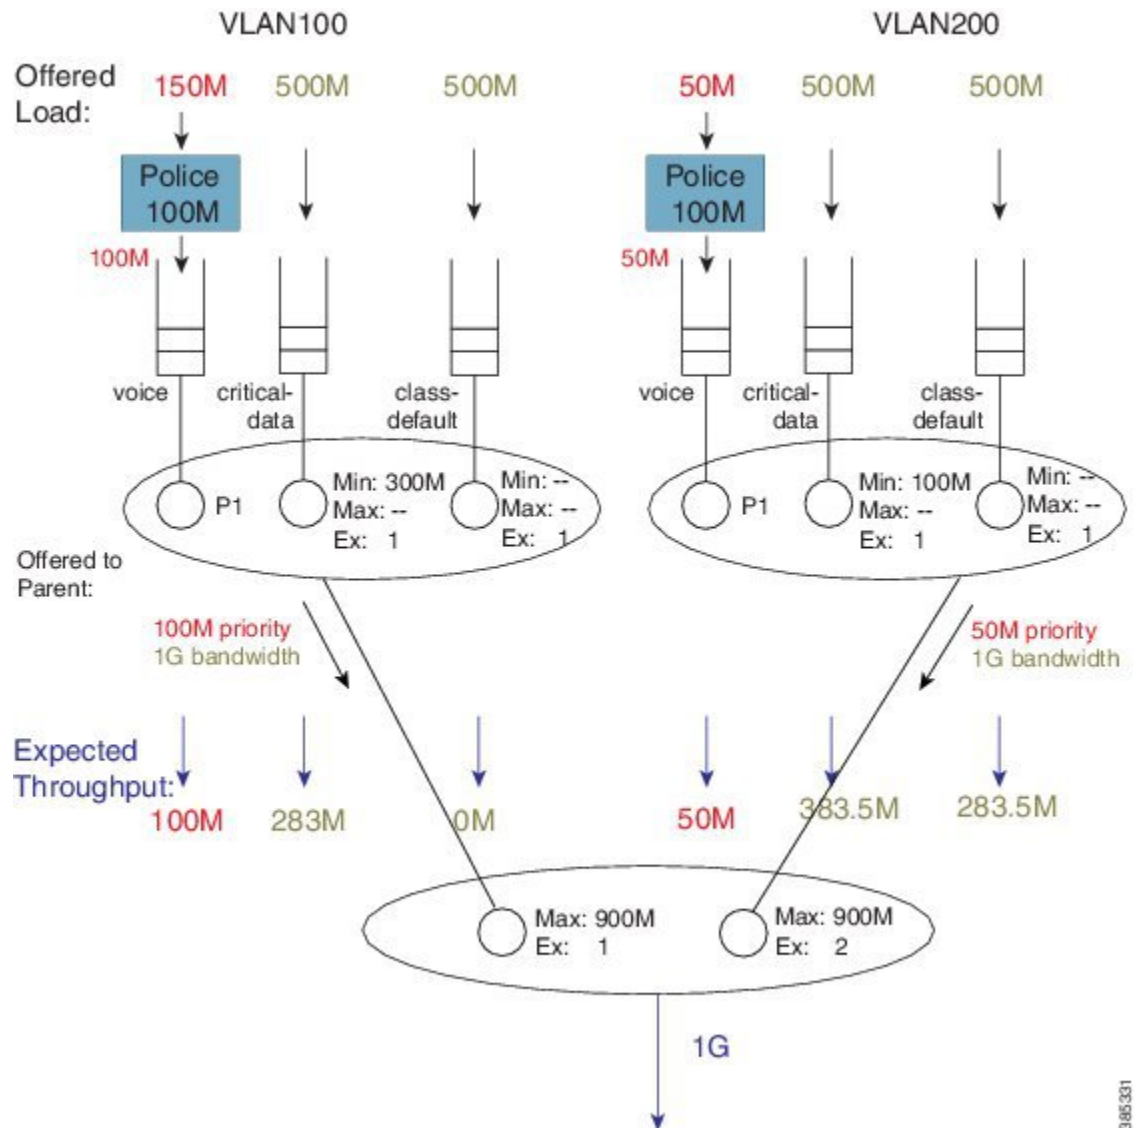 VLAN100
VLAN200
Offered
Load:
150M
500M
500M
50M
500M
500M
Police
100M
Police
100M
100M
50M
voice
critical-
data
class-
default
voice
critical-
data
class-
default
P1
Min: 300M
Max: --
Ex: 1
Min: --
Max: --
Ex: 1
P1
Min: 100M
Max: --
Ex: 1
Min: --
Max: --
Ex: 1
Offered to
Parent:
100M priority
1G bandwidth
50M priority
1G bandwidth
Expected
Throughput:
100M
283M
0M
50M
383.5M
283.5M
Max: 900M
Ex: 1
Max: 900M
Ex: 2
1G
385331